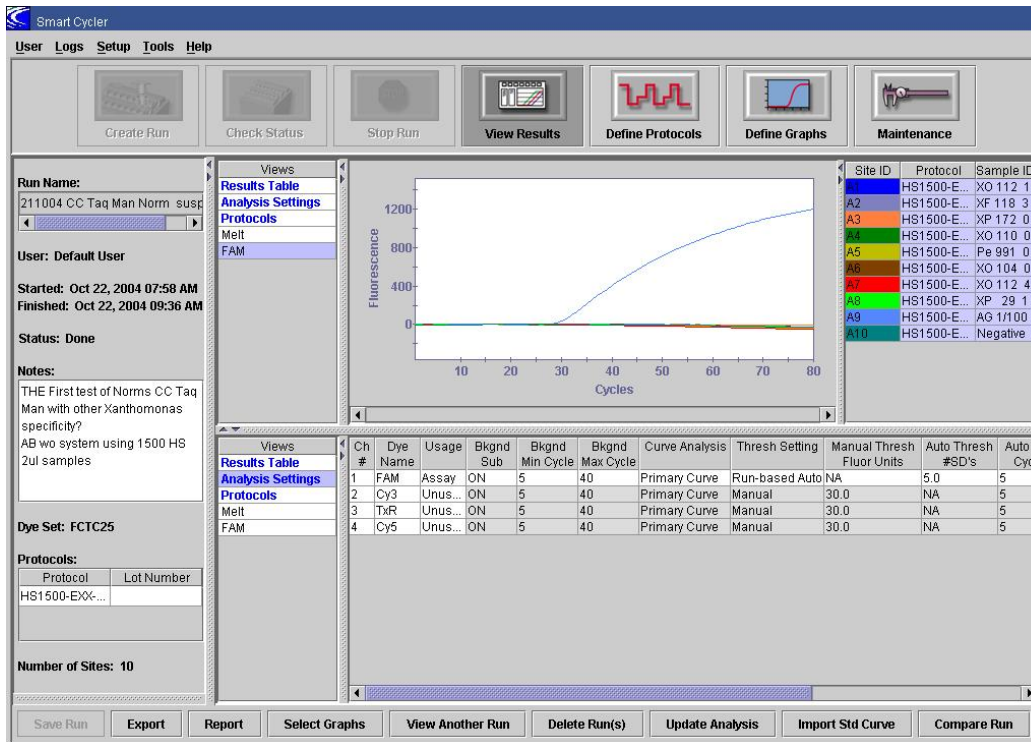 Smart Cycler
User Logs Setup Tools Help
Create Run Check Status Stop Run View Results Define Protocols Define Graphs Maintenance
Run Name:
211004 CC Taq Man Norm susp
User: Default User
Started: Oct 22, 2004 07:58 AM
Finished: Oct 22, 2004 09:36 AM
Status: Done
Notes:
THE First test of Norms CC Taq
Man with other Xanthomonas
specificity?
AB wo system using 1500 HS
2ul samples
Dye Set: FCTC25
Protocols:
Protocol Lot Number
HS1500-EXX-...
Number of Sites: 10
Views
Results Table
Analysis Settings
Protocols
Melt
FAM
Fluorescence
1200
800
400
0
10 20 30 40 50 60 70 80
Cycles
Site ID Protocol Sample ID
A1 HS1500-E... XO 112 1
A2 HS1500-E... XF 118 3
A3 HS1500-E... XP 172 0
A4 HS1500-E... XO 110 0
A5 HS1500-E... Pe 991 0
A6 HS1500-E... XO 104 0
A7 HS1500-E... XO 112 4
A8 HS1500-E... XP 29 1
A9 HS1500-E... AG 1/100
A10 HS1500-E... Negative
Views
Results Table
Analysis Settings
Protocols
Melt
FAM
Ch Dye Usage Bkgnd Bkgnd Bkgnd Curve Analysis Thresh Setting Manual Thresh Auto Thresh Auto
# Name Sub Min Cycle Max Cycle Fluor Units #SD's Cyc
1 FAM Assay ON 5 40 Primary Curve Run-based Auto NA 5.0 5
2 Cy3 Unus... ON 5 40 Primary Curve Manual 30.0 NA 5
3 TxR Unus... ON 5 40 Primary Curve Manual 30.0 NA 5
4 Cy5 Unus... ON 5 40 Primary Curve Manual 30.0 NA 5
Save Run Export Report Select Graphs View Another Run Delete Run(s) Update Analysis Import Std Curve Compare Run